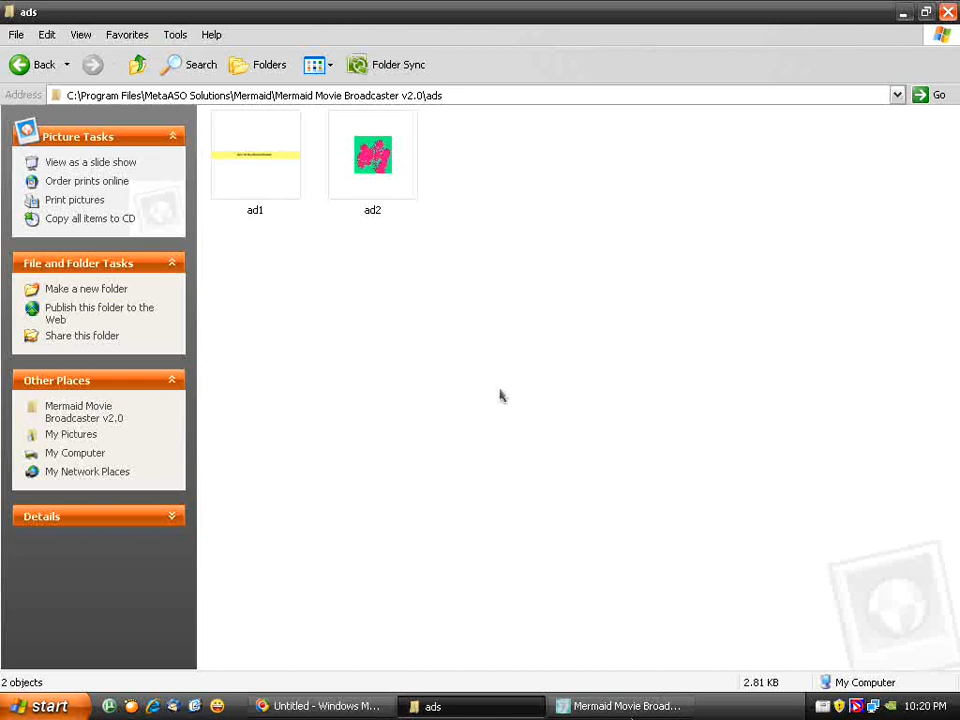 ads
File Edit View Favorites Tools Help
Back Search Folders Folder Sync
Address C:\Program Files\MetaASO Solutions\Mermaid\Mermaid Movie Broadcaster v2.0\ads Go
Picture Tasks
View as a slide show
Order prints online
Print pictures
Copy all items to CD
File and Folder Tasks
Make a new folder
Publish this folder to the
Web
Share this folder
Other Places
Mermaid Movie
Broadcaster v2.0
My Pictures
My Computer
My Network Places
Details
ad1 ad2
2 objects 2.81 KB My Computer
start Untitled - Windows M... ads Mermaid Movie Broad... 10:20 PM